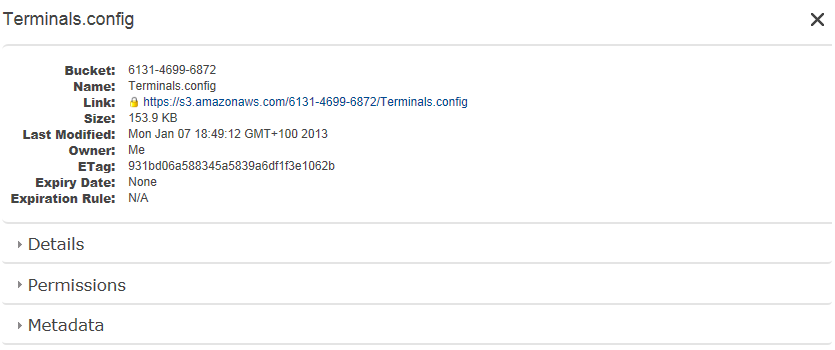 Terminals.config
Bucket: 6131-4699-6872
Name: Terminals.config
Link: https://s3.amazonaws.com/6131-4699-6872/Terminals.config
Size: 153.9 KB
Last Modified: Mon Jan 07 18:49:12 GMT+100 2013
Owner: Me
ETag: 931bd06a588345a5839a6df1f3e1062b
Expiry Date: None
Expiration Rule: N/A
Details
Permissions
Metadata